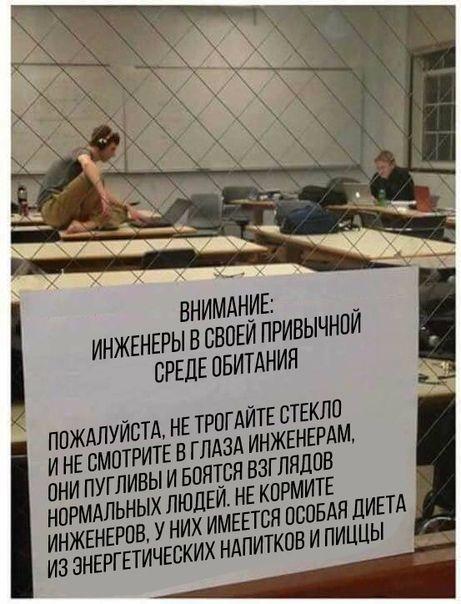 ВНИМАНИЕ:
ИНЖЕНЕРЫ В СВОЕЙ ПРИВЫЧНОЙ
СРЕДЕ ОБИТАНИЯ
ПОЖАЛУЙСТА, НЕ ТРОГАЙТЕ СТЕКЛО
И НЕ СМОТРИТЕ В ГЛАЗА ИНЖЕНЕРАМ,
ОНИ ПУГЛИВЫ И БОЯТСЯ ВЗГЛЯДОВ
НОРМАЛЬНЫХ ЛЮДЕЙ. НЕ КОРМИТЕ
ИНЖЕНЕРОВ, У НИХ ИМЕЕТСЯ ОСОБАЯ ДИЕТА
ИЗ ЭНЕРГЕТИЧЕСКИХ НАПИТКОВ И ПИЦЦЫ